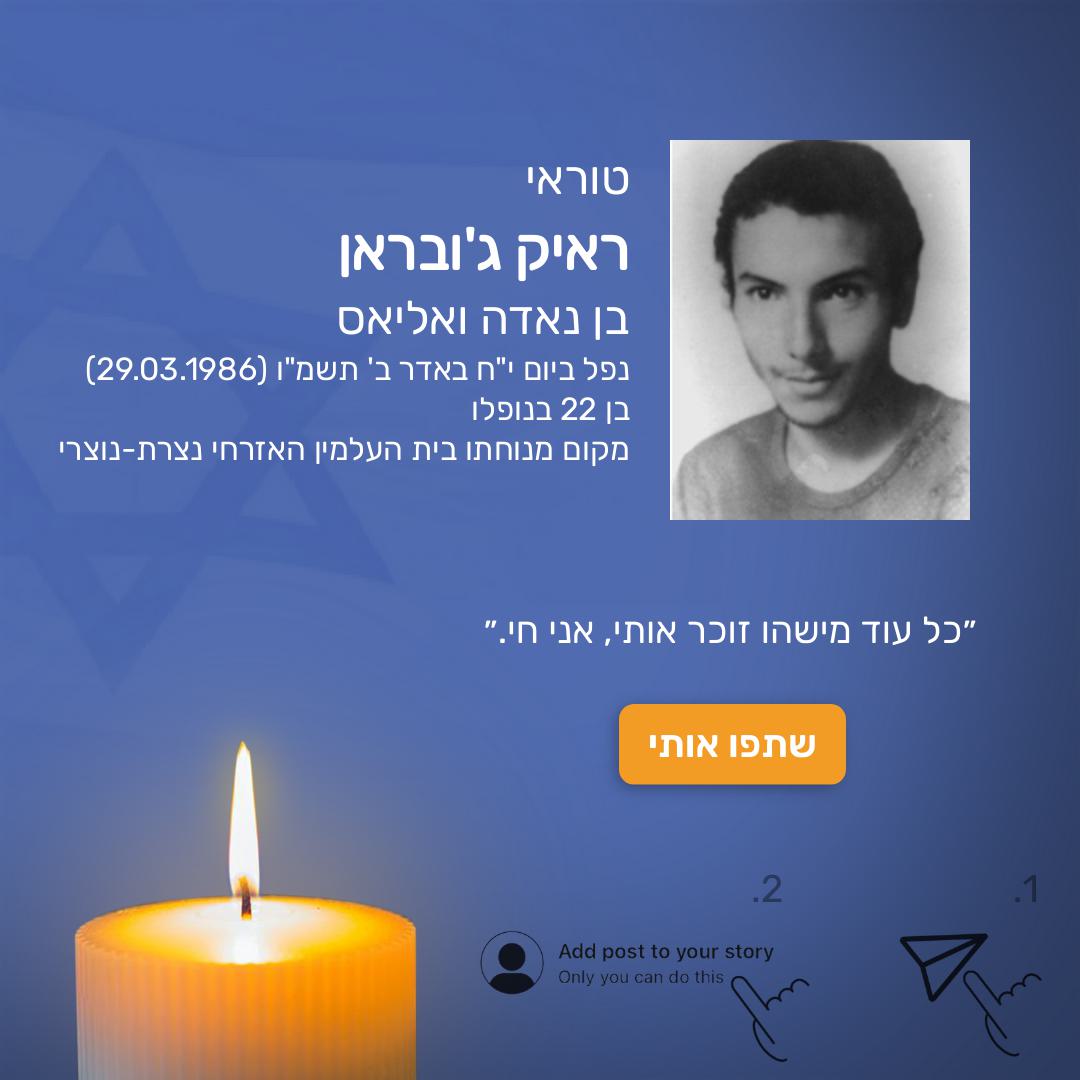 טוראי
ראיק ג'ובראן
בן נאדה ואליאס
נפל ביום י"ח באדר ב' תשמ"ו (29.03.1986)
בן 22 בנופלו
מקום מנוחתו בית העלמין האזרחי נצרת-נוצרי
״כל עוד מישהו זוכר אותי, אני חי.״
שתפו אותי
.1
.2
Add post to your story
Only you can do this